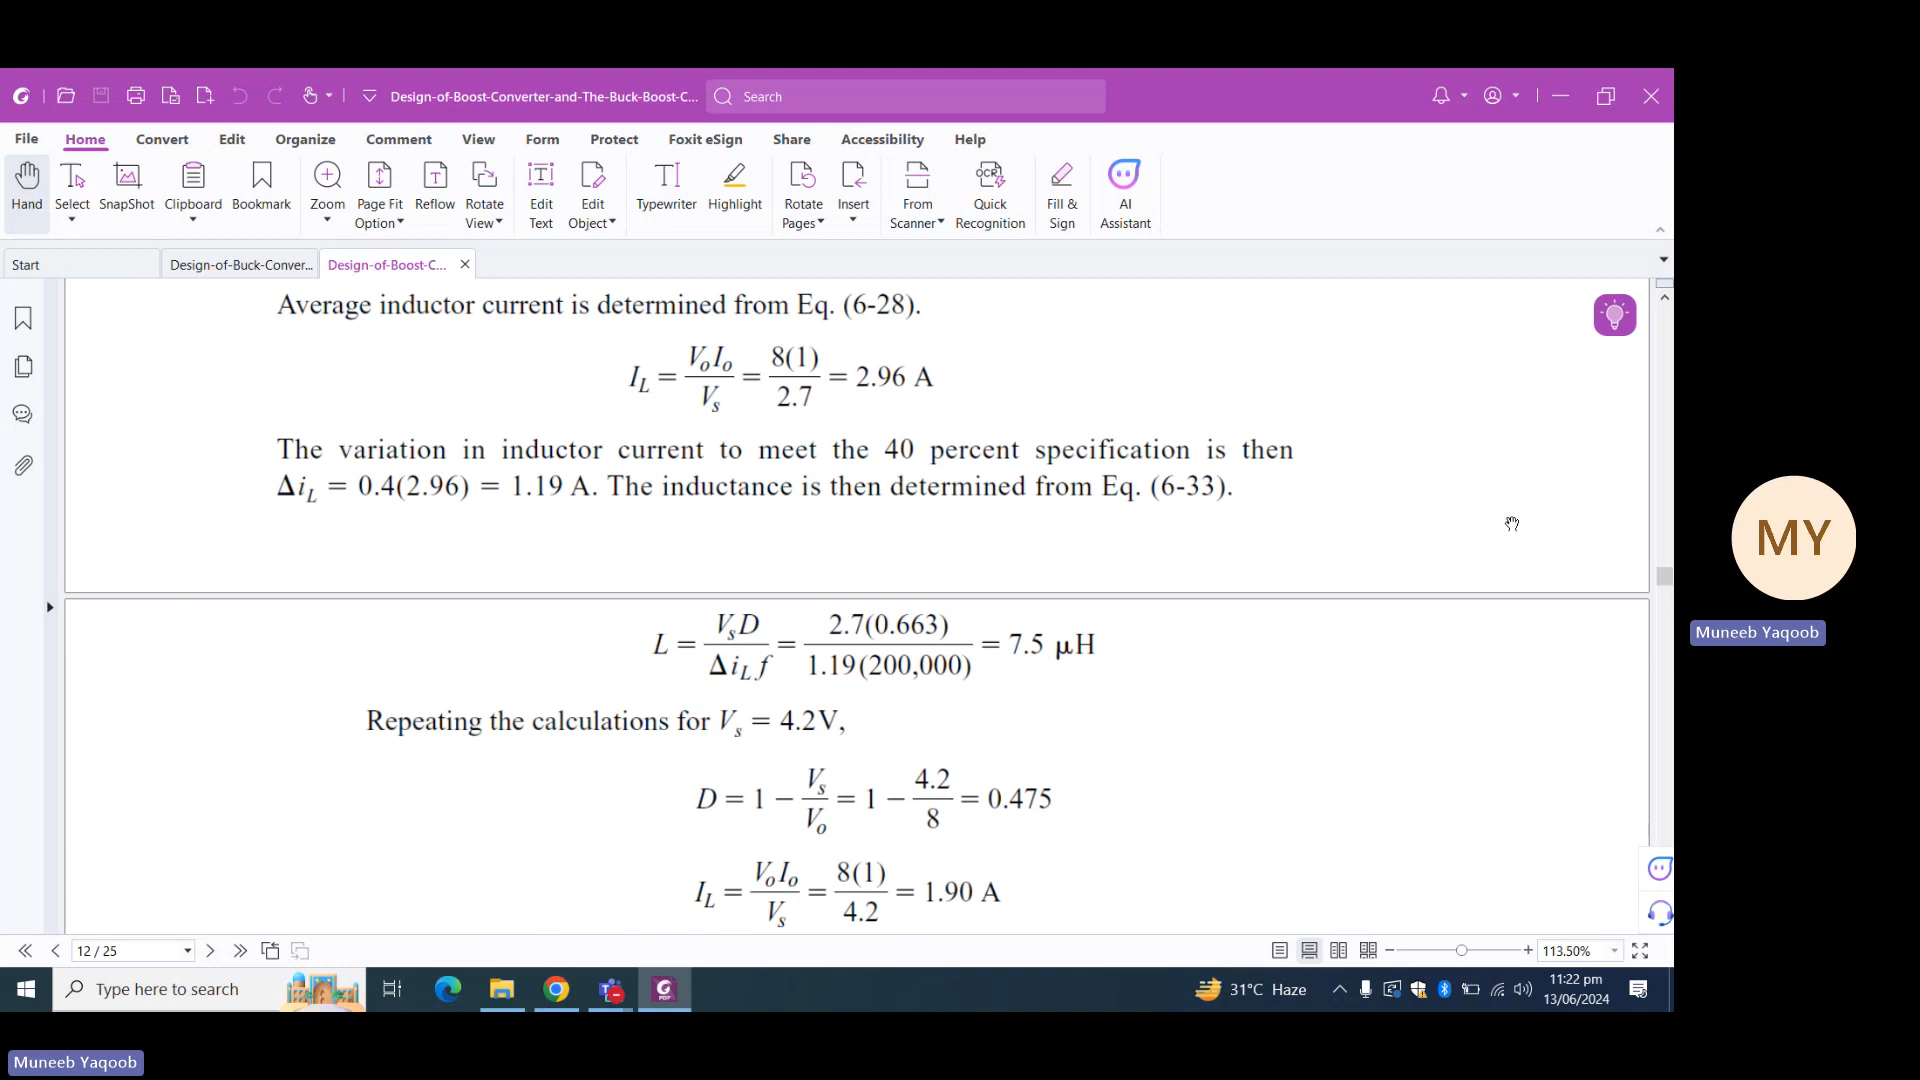 Design-of-Boost-Converter-and-The-Buck-Boost-C...
Search
File Home Convert Edit Organize Comment View Form Protect Foxit eSign Share Accessibility Help
Hand
Select
SnapShot
Clipboard
Bookmark
Zoom
Page Fit Option
Reflow
Rotate View
Edit Text
Edit Object
Typewriter
Highlight
Rotate Pages
Insert
From Scanner
OCR
Quick Recognition
Fill & Sign
AI Assistant
Start
Design-of-Buck-Conver...
Design-of-Boost-C...
Average inductor current is determined from Eq. (6-28).
I_L = V_o I_o / V_s = 8(1) / 2.7 = 2.96 A
The variation in inductor current to meet the 40 percent specification is then
Δi_L = 0.4(2.96) = 1.19 A. The inductance is then determined from Eq. (6-33).
L = V_s D / Δi_L f = 2.7(0.663) / 1.19(200,000) = 7.5 μH
Repeating the calculations for V_s = 4.2V,
D = 1 − V_s / V_o = 1 − 4.2 / 8 = 0.475
I_L = V_o I_o / V_s = 8(1) / 4.2 = 1.90 A
12 / 25
113.50%
Type here to search
PDF
31°C Haze
11:22 pm
13/06/2024
MY
Muneeb Yaqoob
Muneeb Yaqoob